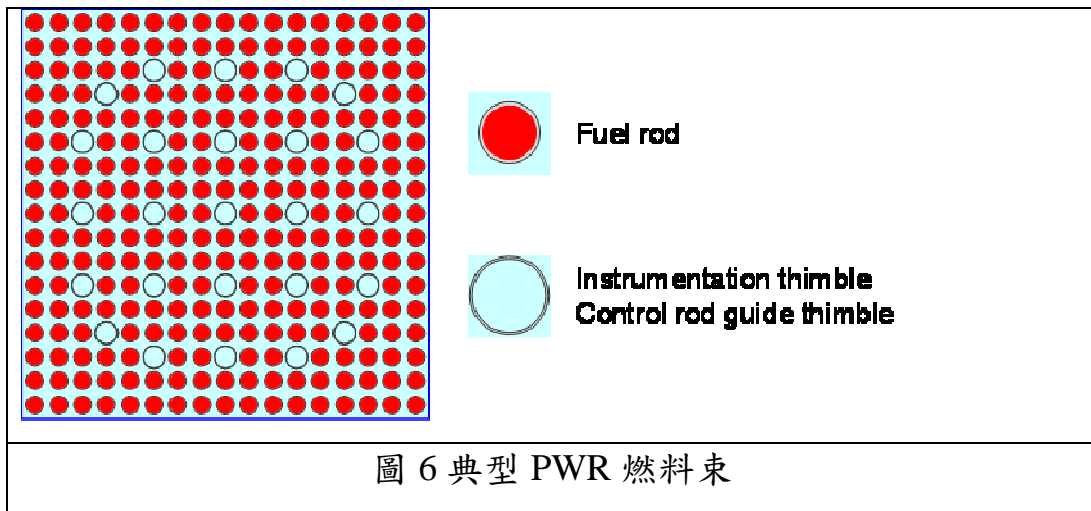 Fuel rod
Instrumentation thimble
Control rod guide thimble
圖 6 典型 PWR 燃料束